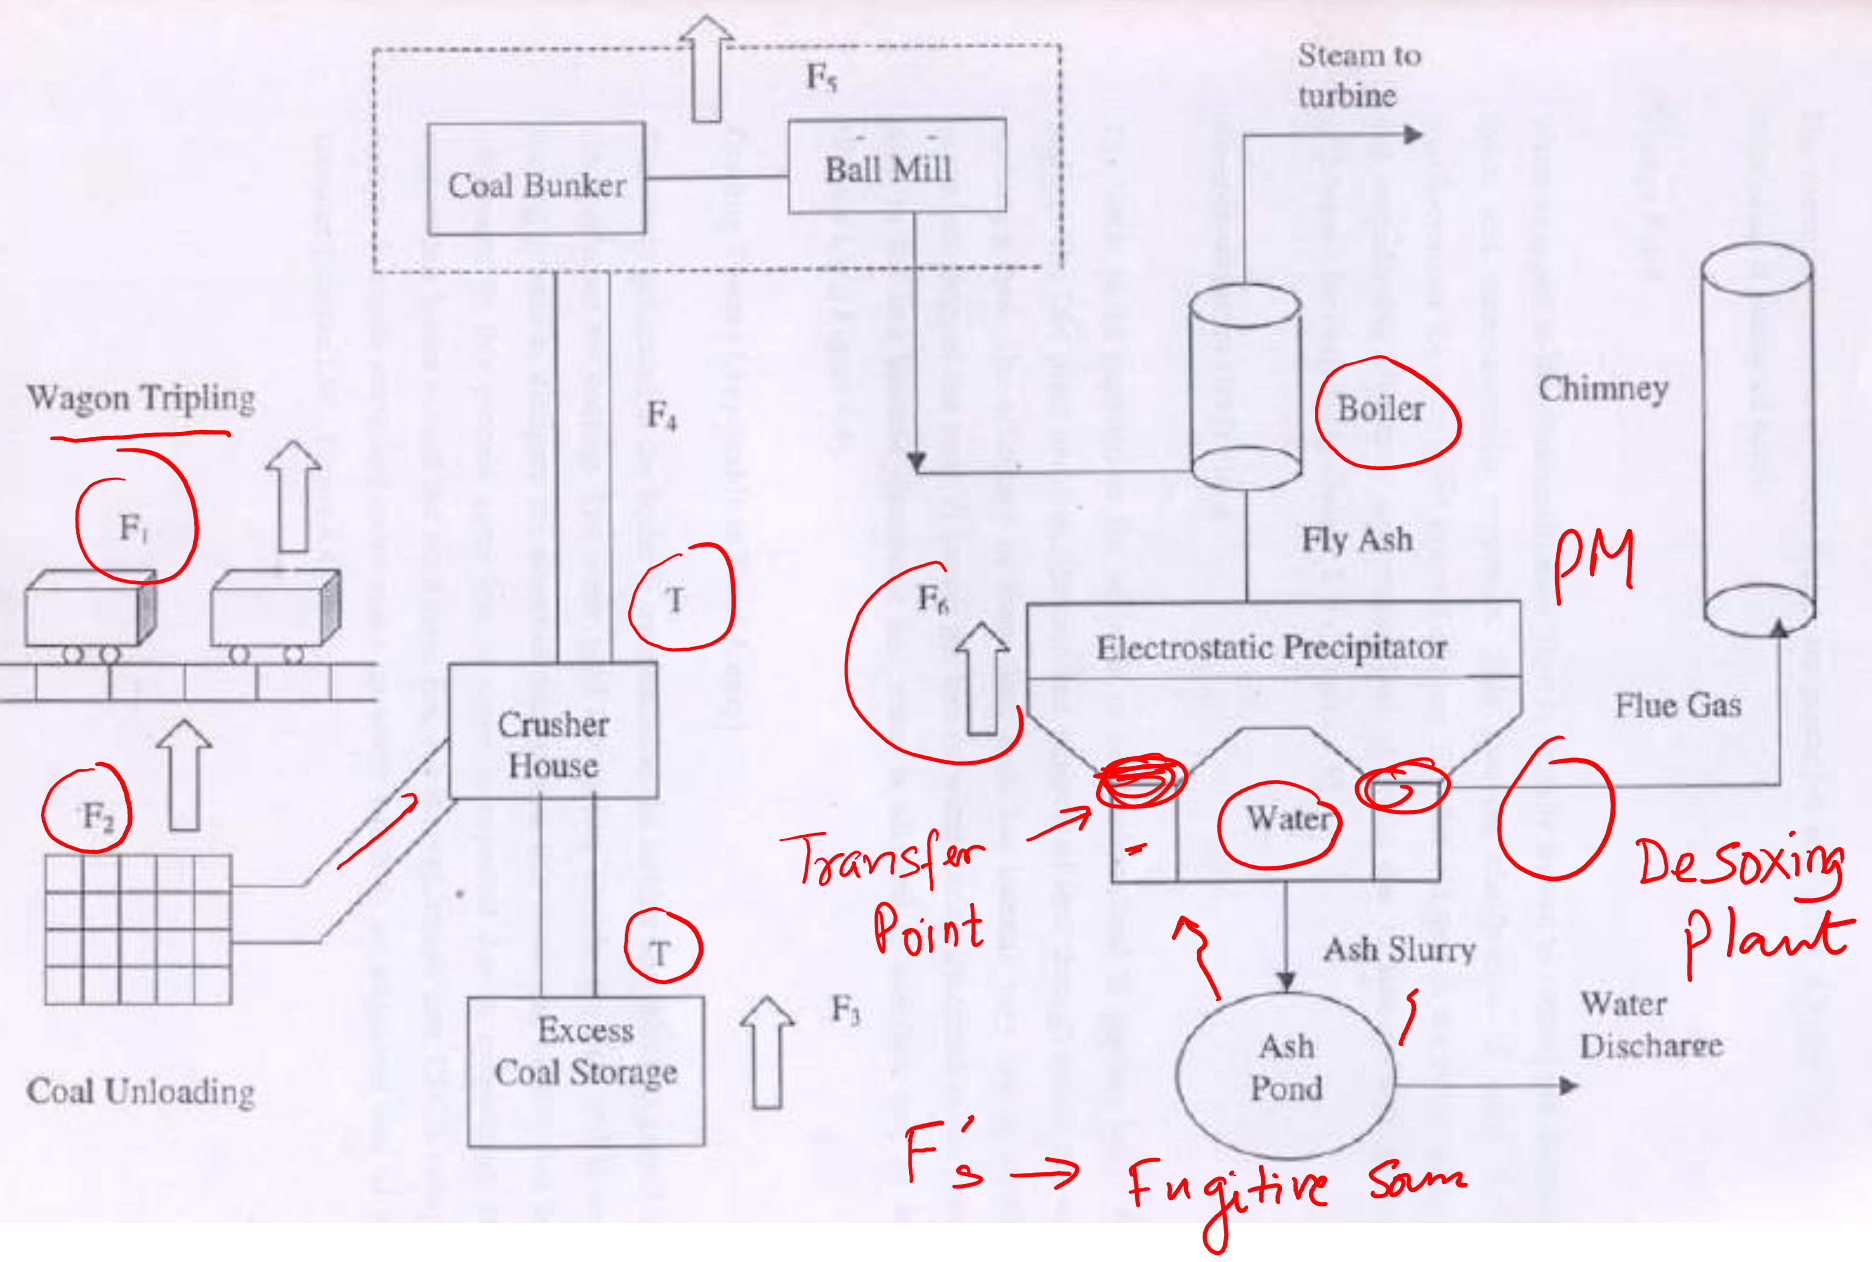 F₅
Steam to
turbine
Coal Bunker
Ball Mill
Wagon Tripling
F₁
F₄
Boiler
Chimney
Fly Ash
PM
T
F₆
Electrostatic Precipitator
Flue Gas
Crusher
House
F₂
Water
Transfer
Point
Desoxing
Plant
T
Ash Slurry
F₃
Excess
Coal Storage
Coal Unloading
Ash
Pond
Water
Discharge
F's → Fugitive